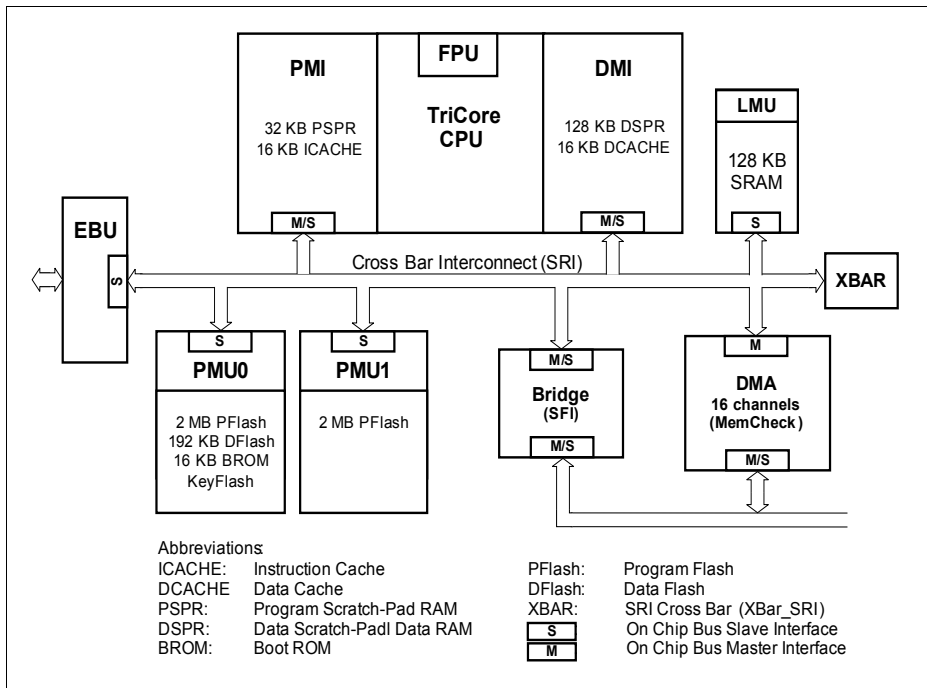 PMI
32 KB PSPR
16 KB ICACHE
M/S
FPU
TriCore
CPU
DMI
128 KB DSPR
16 KB DCACHE
M/S
LMU
128 KB
SRAM
S
EBU
S
Cross Bar Interconnect (SRI)
XBAR
S
PMU0
2 MB PFlash
192 KB DFlash
16 KB BROM
KeyFlash
S
PMU1
2 MB PFlash
M/S
Bridge
(SFI)
M/S
M
DMA
16 channels
(MemCheck)
M/S
Abbreviations:
ICACHE: Instruction Cache
DCACHE Data Cache
PSPR: Program Scratch-Pad RAM
DSPR: Data Scratch-Padl Data RAM
BROM: Boot ROM
PFlash: Program Flash
DFlash: Data Flash
XBAR: SRI Cross Bar (XBar_SRI)
S On Chip Bus Slave Interface
M On Chip Bus Master Interface